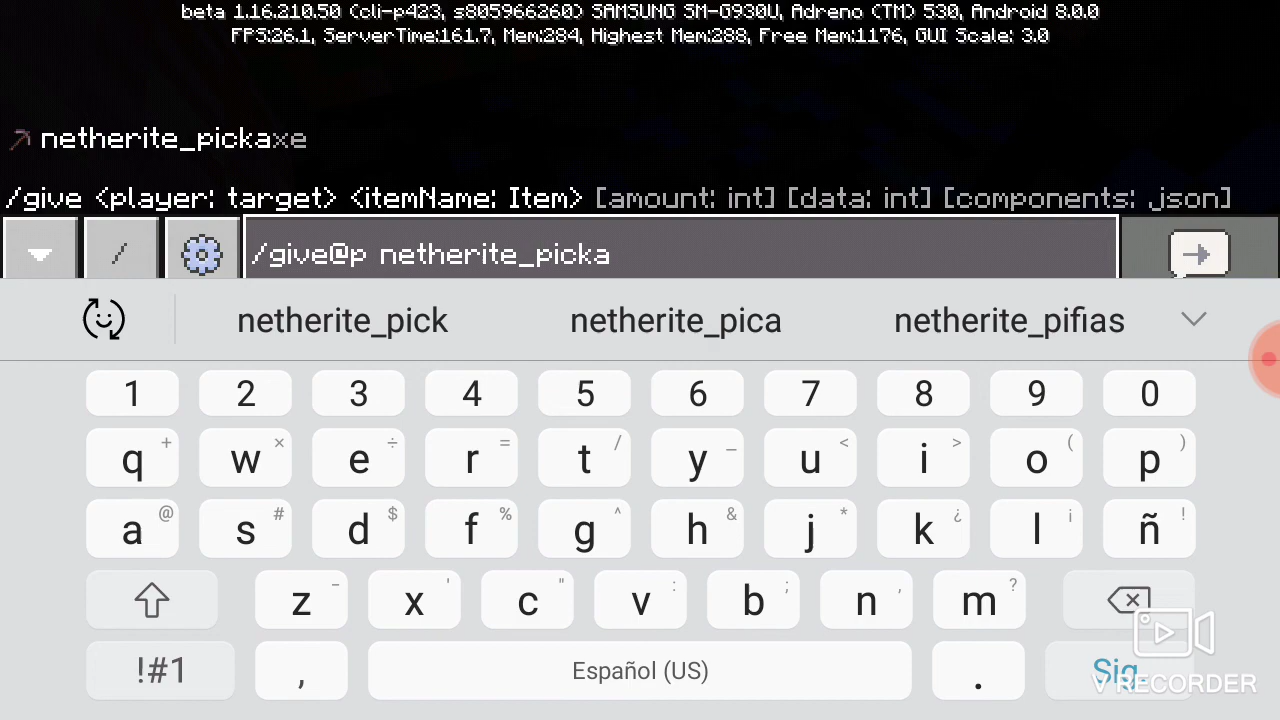 beta 1.16.210.50 (cli-p423, s805966260) SAMSUNG SM-G930U, Adreno (TM) 530, Android 8.0.0
FPS:26.1, ServerTime:161.7, Mem:284, Highest Mem:288, Free Mem:1176, GUI Scale: 3.0
netherite_pickaxe
/give <player: target> <itemName: Item> [amount: int] [data: int] [components: json]
/ /give@p netherite_picka
netherite_pick netherite_pica netherite_pifias
1 2 3 4 5 6 7 8 9 0
q + w × e ÷ r = t / y _ u < i > o ( p )
a @ s # d $ f % g ^ h & j * k ¿ l ¡ ñ !
z - x ' c " v : b ; n , m ?
!#1 , Español (US) . Sig.
V RECORDER